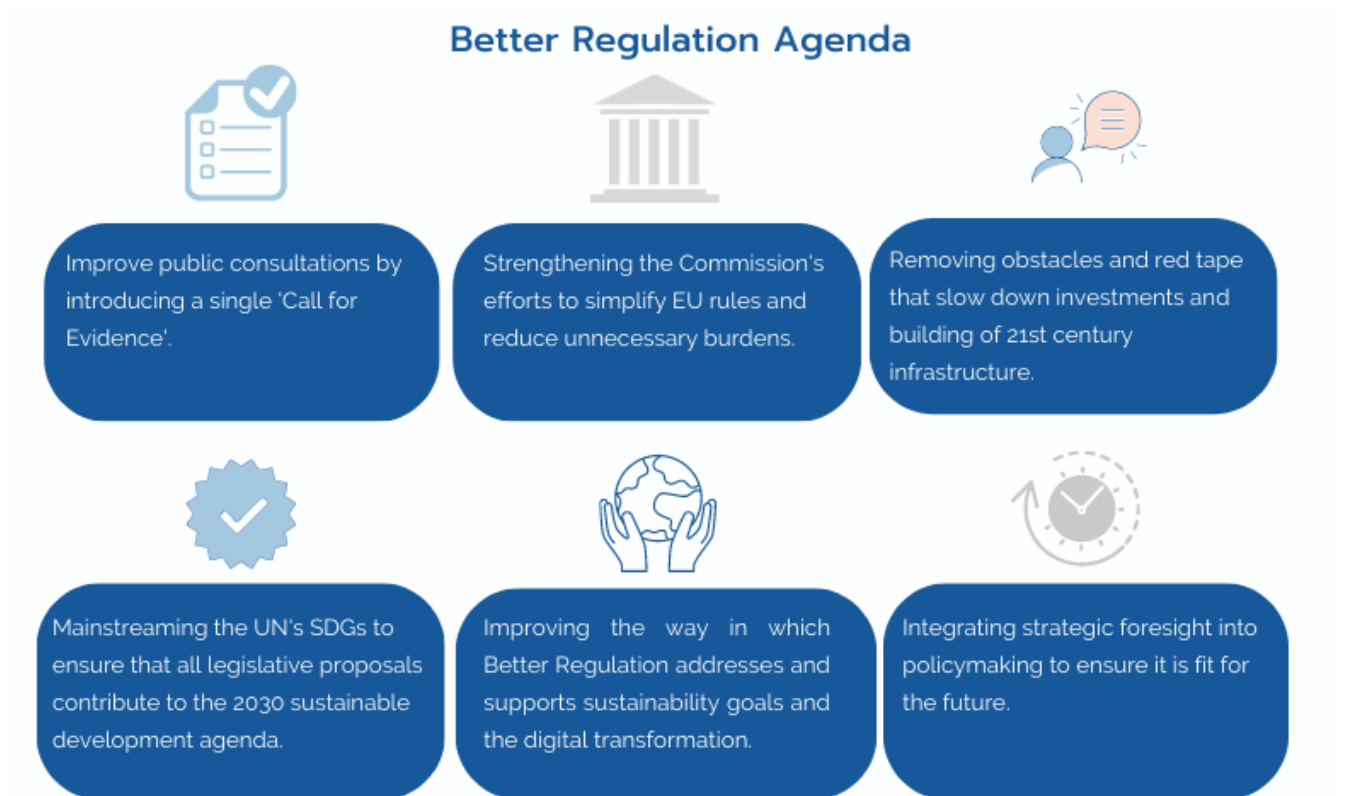 Better Regulation Agenda
Improve public consultations by
introducing a single 'Call for
Evidence'.
Strengthening the Commission's
efforts to simplify EU rules and
reduce unnecessary burdens.
Removing obstacles and red tape
that slow down investments and
building of 21st century
infrastructure.
Mainstreaming the UN's SDGs to
ensure that all legislative proposals
contribute to the 2030 sustainable
development agenda.
Improving the way in which
Better Regulation addresses and
supports sustainability goals and
the digital transformation.
Integrating strategic foresight into
policymaking to ensure it is fit for
the future.